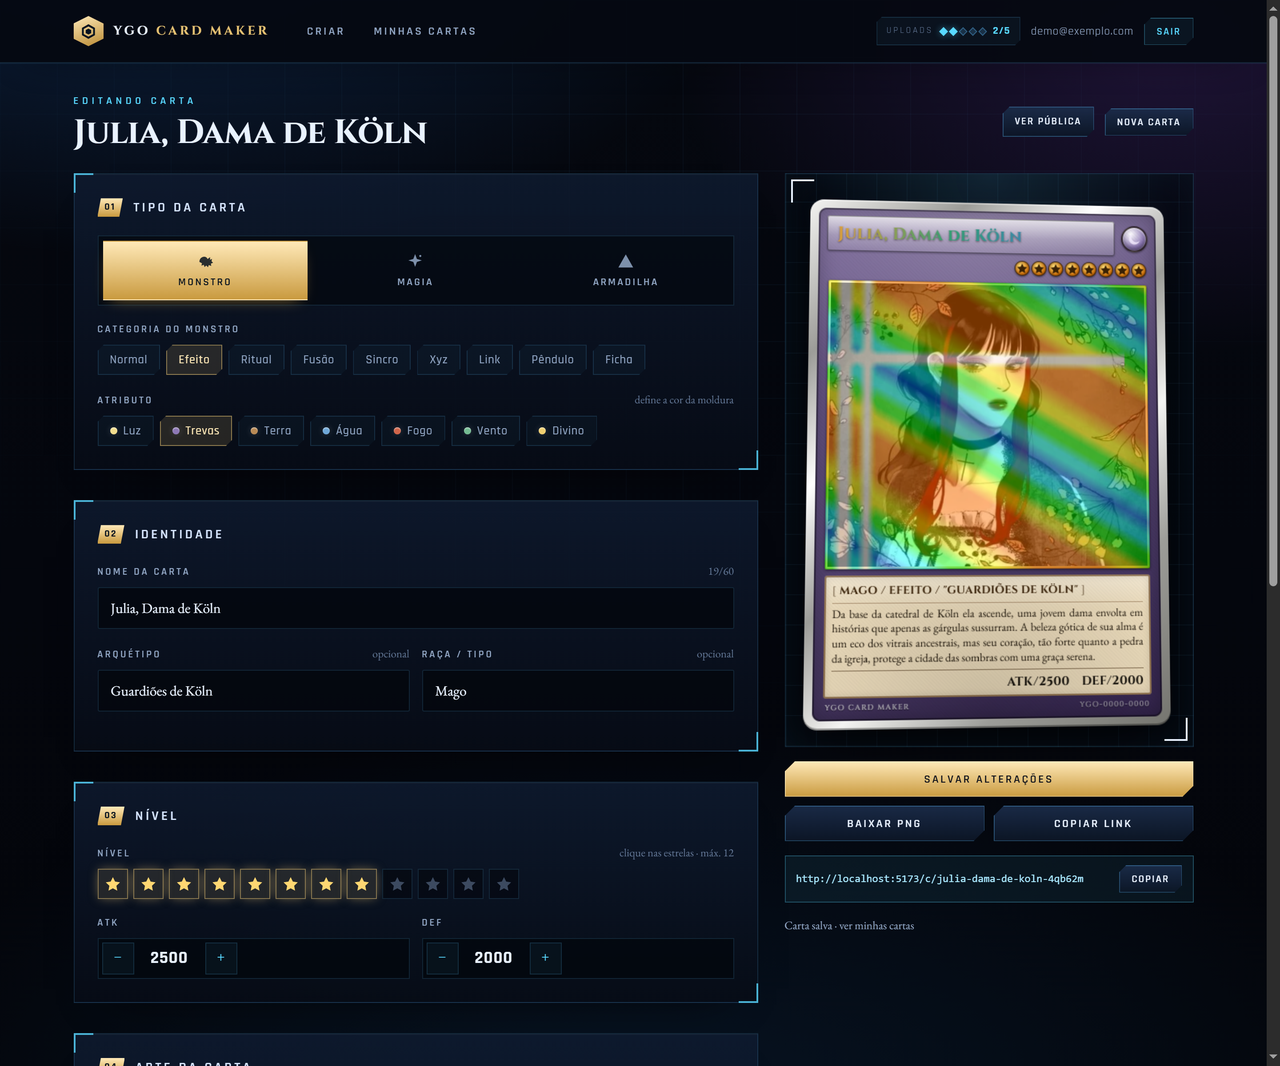 YGO CARD MAKER
CRIAR
MINHAS CARTAS
UPLOADS 2/5
demo@exemplo.com
SAIR
EDITANDO CARTA
JULIA, DAMA DE KÖLN
VER PÚBLICA
NOVA CARTA
01 TIPO DA CARTA
MONSTRO
MAGIA
ARMADILHA
CATEGORIA DO MONSTRO
Normal Efeito Ritual Fusão Sincro Xyz Link Pêndulo Ficha
ATRIBUTO define a cor da moldura
Luz Trevas Terra Água Fogo Vento Divino
02 IDENTIDADE
NOME DA CARTA 19/60
Julia, Dama de Köln
ARQUÉTIPO opcional
RAÇA / TIPO opcional
Guardiões de Köln
Mago
03 NÍVEL
NÍVEL clique nas estrelas · máx. 12
ATK
DEF
− 2500 +
− 2000 +
04 ARTE DA CARTA
JULIA, DAMA DE KÖLN
[ MAGO / EFEITO / "GUARDIÕES DE KÖLN" ]
Da base da catedral de Köln ela ascende, uma jovem dama envolta em
histórias que apenas as gárgulas sussurram. A beleza gótica de sua alma é
um eco dos vitrais ancestrais, mas seu coração, tão forte quanto a pedra
da igreja, protege a cidade das sombras com uma graça serena.
ATK/2500 DEF/2000
YGO CARD MAKER YGO-0000-0000
SALVAR ALTERAÇÕES
BAIXAR PNG
COPIAR LINK
http://localhost:5173/c/julia-dama-de-koln-4qb62m
COPIAR
Carta salva · ver minhas cartas